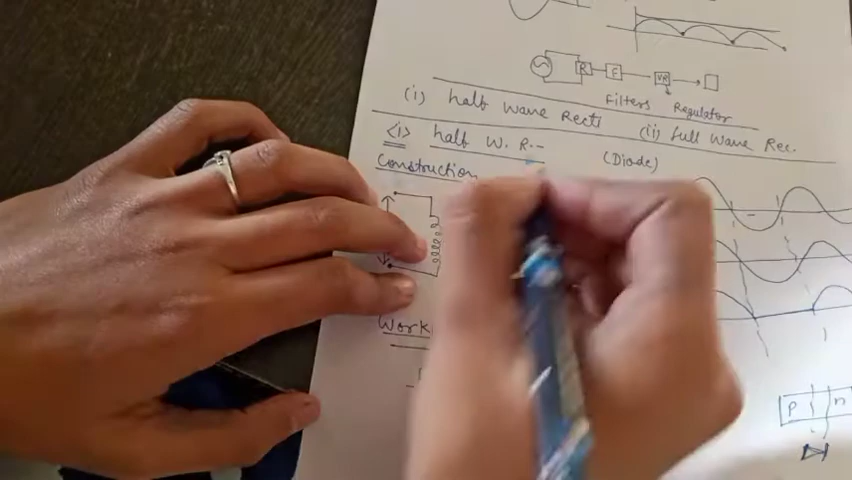 R F VR
Filters Regulator
(i) half wave Recti (ii) full Wave Rec.
<i> half W. R.-
Construction (Diode)
Work
P n